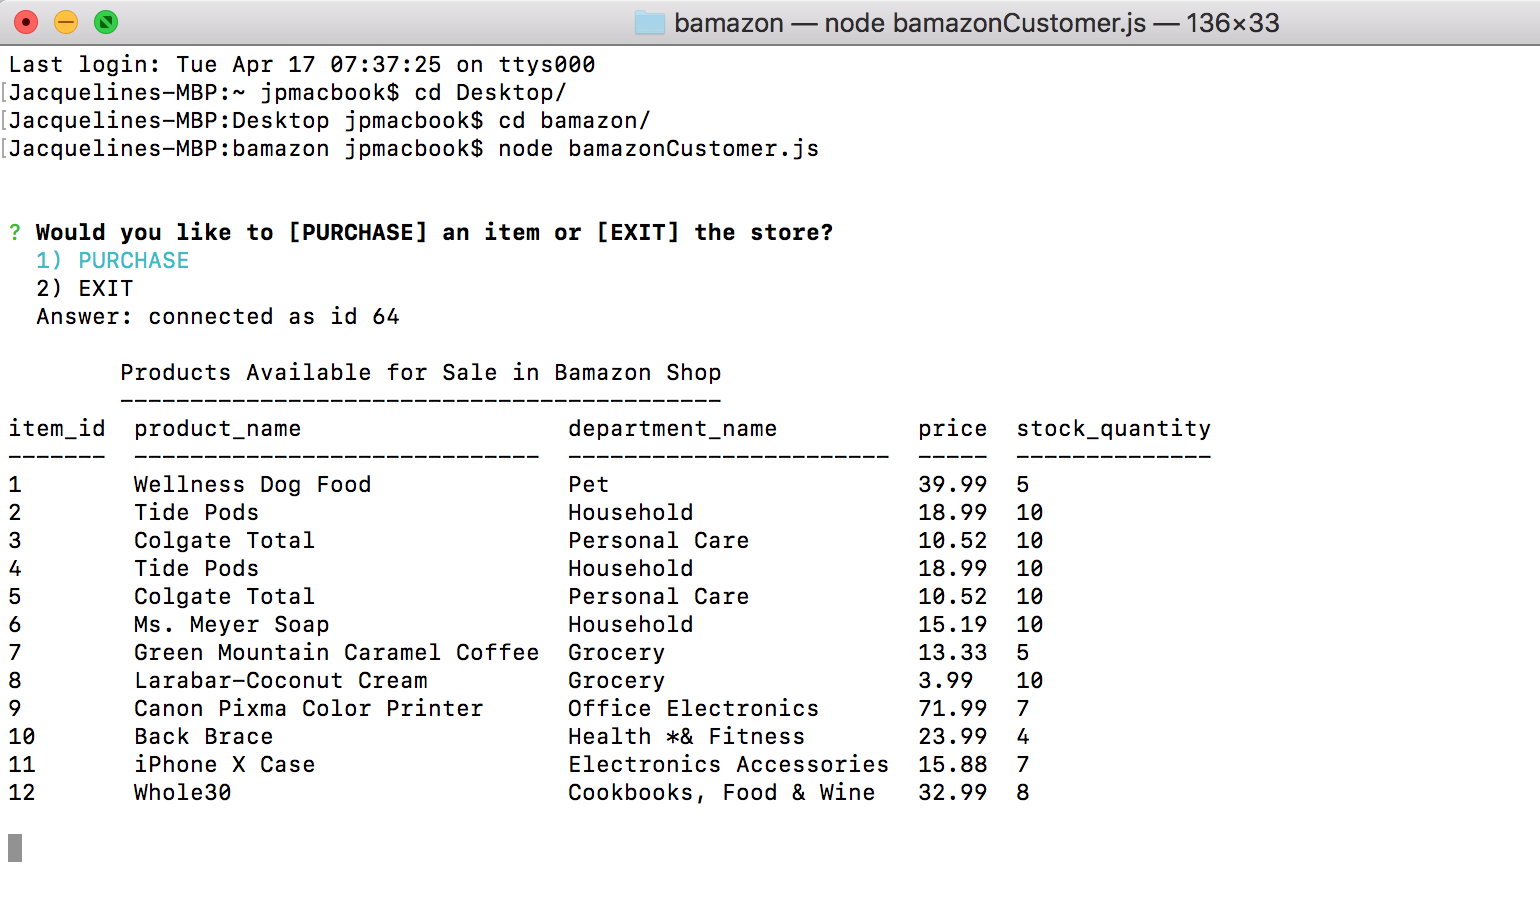 bamazon — node bamazonCustomer.js — 136×33
Last login: Tue Apr 17 07:37:25 on ttys000
[Jacquelines-MBP:~ jpmacbook$ cd Desktop/
[Jacquelines-MBP:Desktop jpmacbook$ cd bamazon/
[Jacquelines-MBP:bamazon jpmacbook$ node bamazonCustomer.js
? Would you like to [PURCHASE] an item or [EXIT] the store?
  1) PURCHASE
  2) EXIT
  Answer: connected as id 64
        Products Available for Sale in Bamazon Shop
        -------------------------------------------
item_id  product_name                   department_name          price  stock_quantity
-------  -----------------------------  -----------------------  -----  --------------
1        Wellness Dog Food              Pet                      39.99  5
2        Tide Pods                      Household                18.99  10
3        Colgate Total                  Personal Care            10.52  10
4        Tide Pods                      Household                18.99  10
5        Colgate Total                  Personal Care            10.52  10
6        Ms. Meyer Soap                 Household                15.19  10
7        Green Mountain Caramel Coffee  Grocery                  13.33  5
8        Larabar-Coconut Cream          Grocery                  3.99   10
9        Canon Pixma Color Printer      Office Electronics       71.99  7
10       Back Brace                     Health *& Fitness        23.99  4
11       iPhone X Case                  Electronics Accessories  15.88  7
12       Whole30                        Cookbooks, Food & Wine   32.99  8